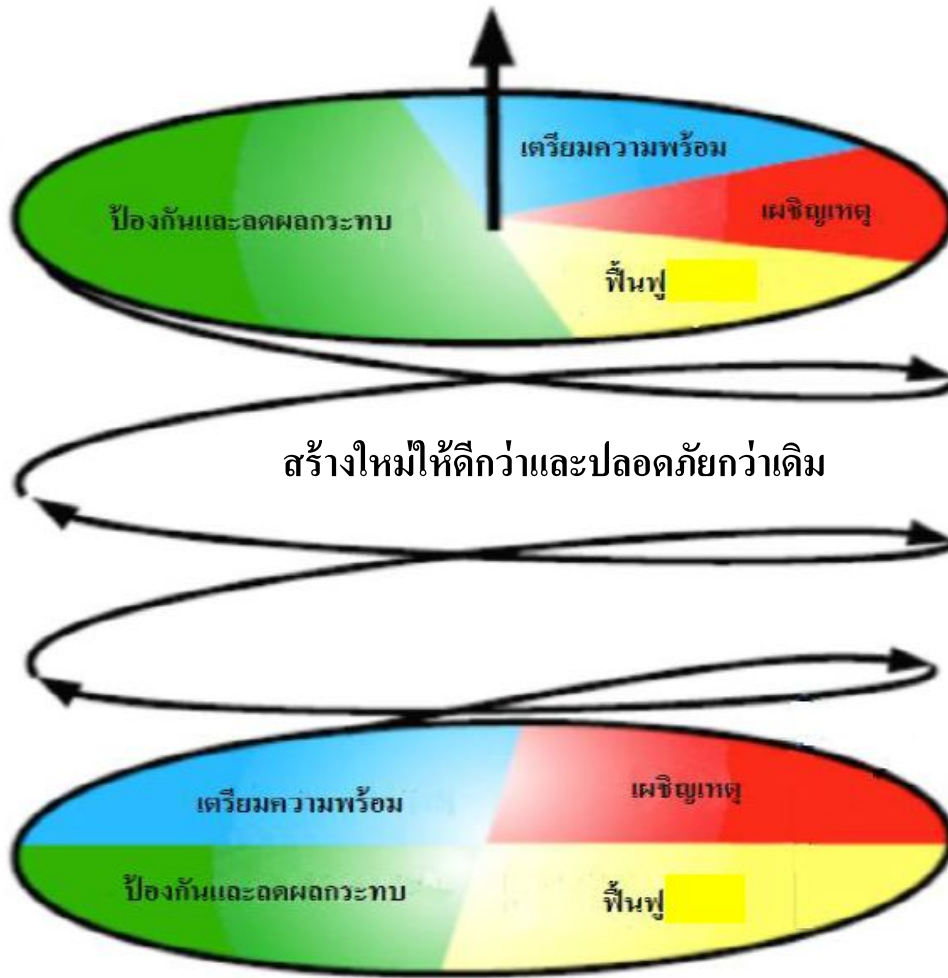 เตรียมความพร้อม
ป้องกันและลดผลกระทบ
เผชิญเหตุ
ฟื้นฟู
สร้างใหม่ให้ดีกว่าและปลอดภัยกว่าเดิม
เตรียมความพร้อม
เผชิญเหตุ
ป้องกันและลดผลกระทบ
ฟื้นฟู